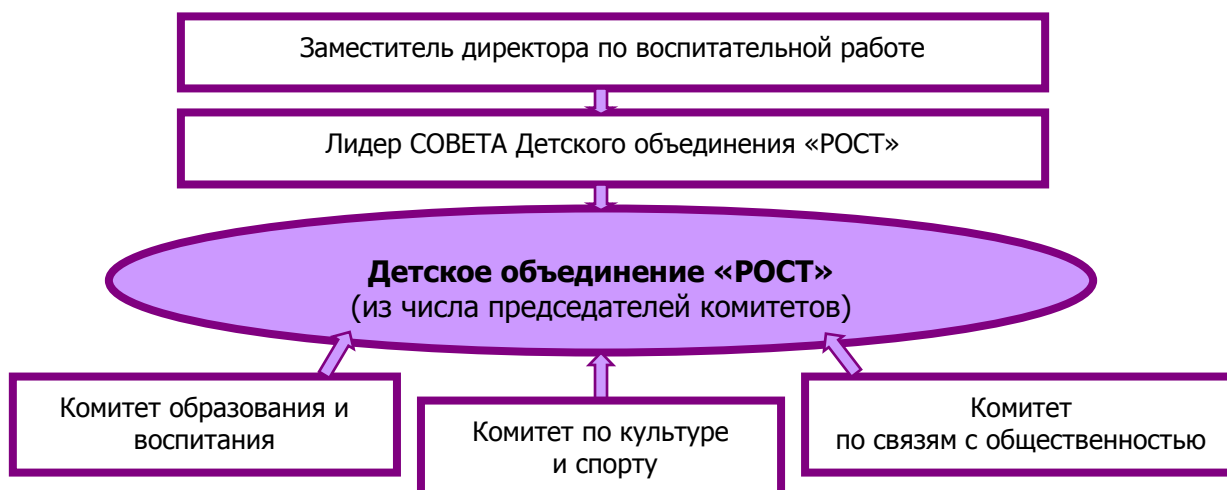 Заместитель директора по воспитательной работе
Лидер СОВЕТА Детского объединения «РОСТ»
Детское объединение «РОСТ»
(из числа председателей комитетов)
Комитет образования и
воспитания
Комитет по культуре
и спорту
Комитет
по связям с общественностью